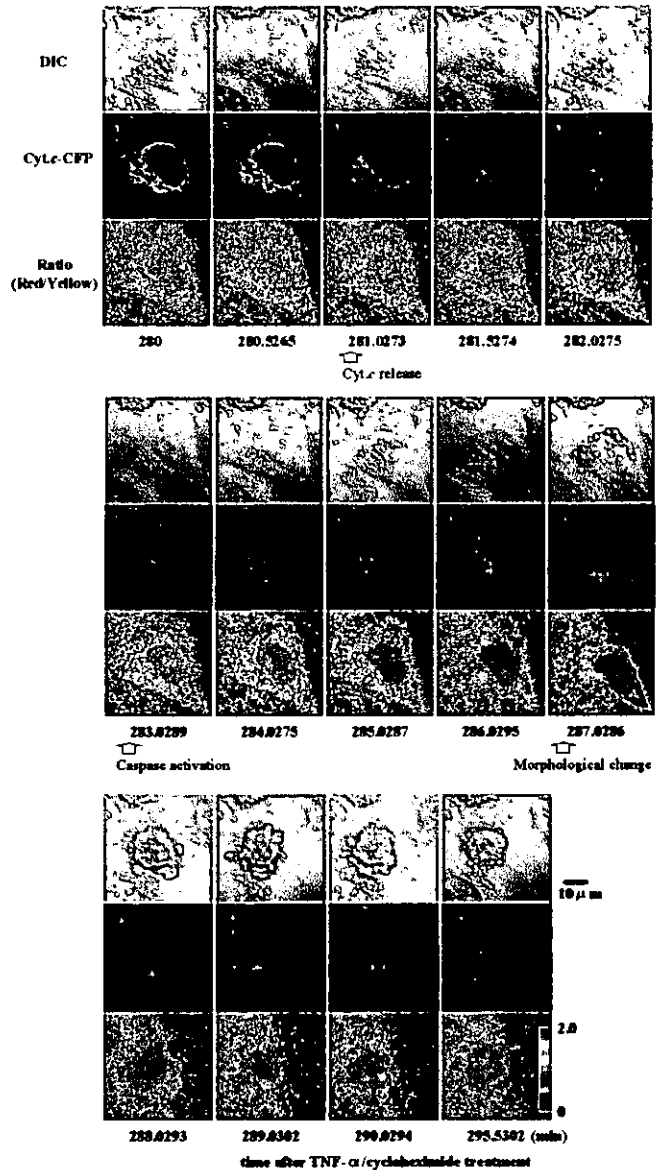 DIC
Cyt.c-CFP
Ratio
(Red/Yellow)
280 280.5265 281.0273 281.5274 282.0275
Cyt.c release
283.0289 284.0275 285.0287 286.0295 287.0286
Caspase activation Morphological change
10 μm
2.0
0
288.0293 289.0302 290.0294 295.5302 (min)
time after TNF-α/cycloheximide treatment